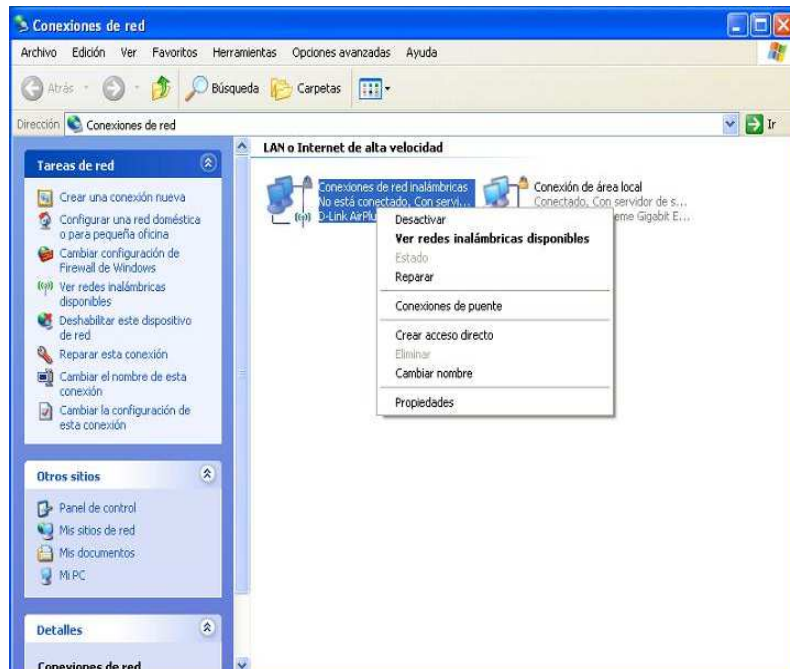 Conexiones de red
Archivo Edición Ver Favoritos Herramientas Opciones avanzadas Ayuda
Atrás Búsqueda Carpetas
Dirección Conexiones de red Ir
Tareas de red
Crear una conexión nueva
Configurar una red doméstica
o para pequeña oficina
Cambiar configuración de
Firewall de Windows
Ver redes inalámbricas
disponibles
Deshabilitar este dispositivo
de red
Reparar esta conexión
Cambiar el nombre de esta
conexión
Cambiar la configuración de
esta conexión
Otros sitios
Panel de control
Mis sitios de red
Mis documentos
Mi PC
Detalles
Conexiones de red
LAN o Internet de alta velocidad
Conexiones de red inalámbricas
No está conectado, Con servi...
D-Link AirPlu
Conexión de área local
Conectado, Con servidor de s...
eme Gigabit E...
Desactivar
Ver redes inalámbricas disponibles
Estado
Reparar
Conexiones de puente
Crear acceso directo
Eliminar
Cambiar nombre
Propiedades